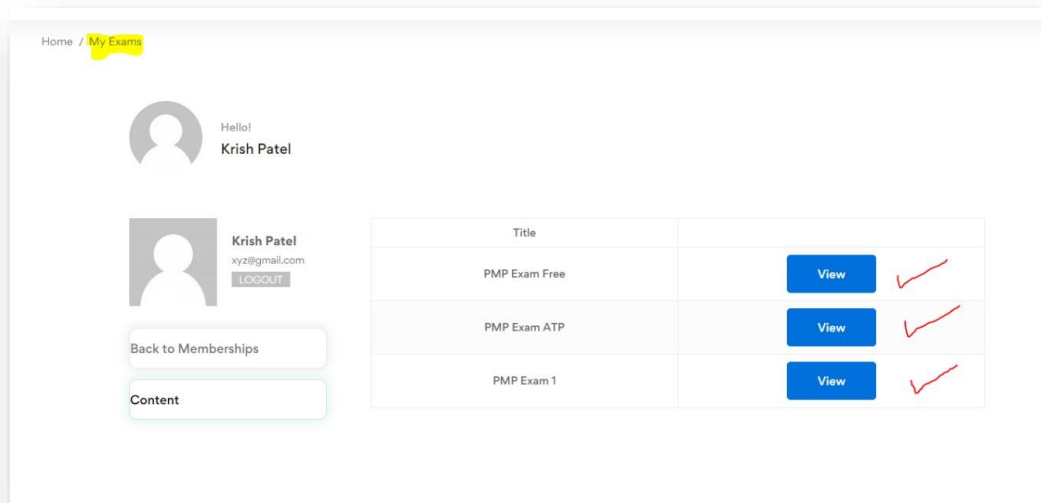 Home / My Exams
Hello!
Krish Patel
Krish Patel
xyz@gmail.com
LOGOUT
Back to Memberships
Content
Title
PMP Exam Free View
PMP Exam ATP View
PMP Exam 1 View